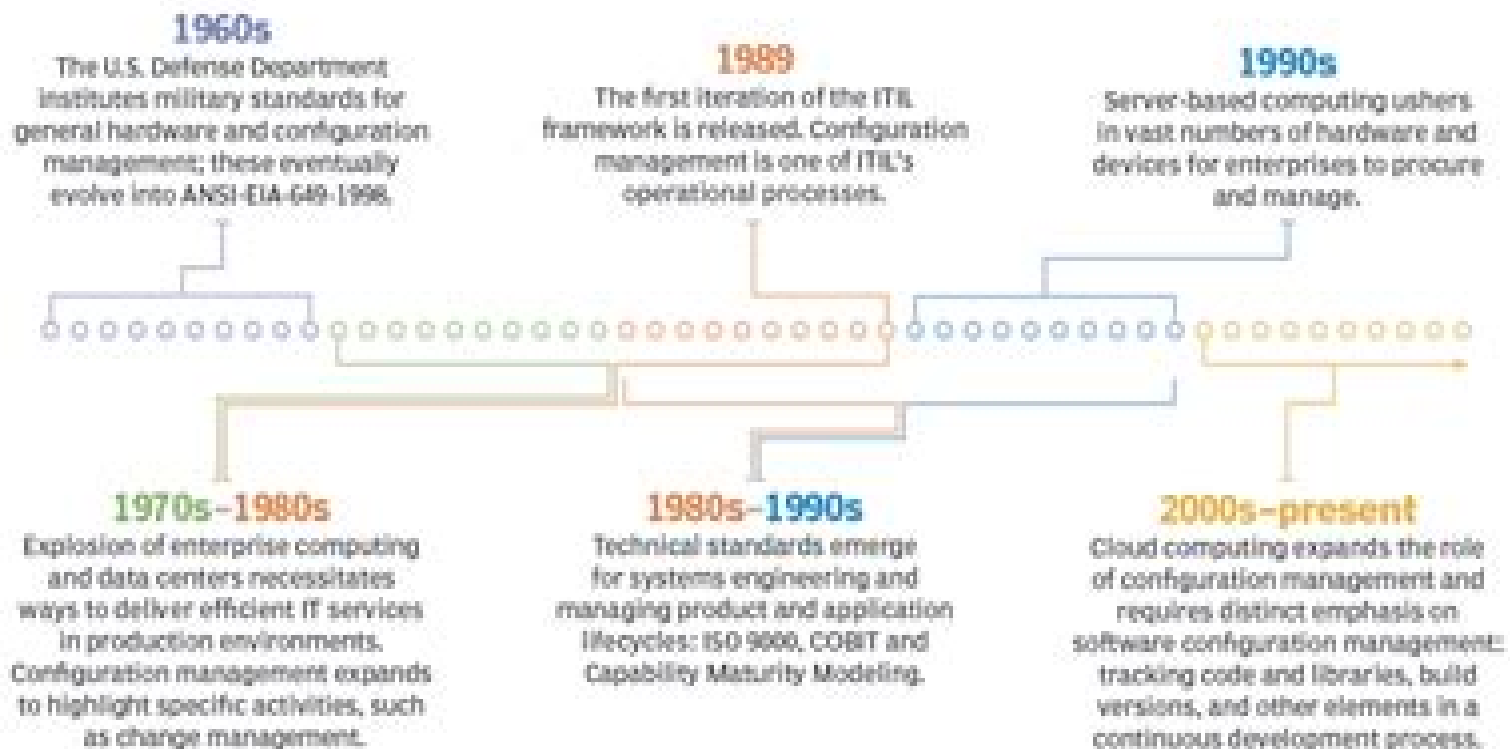 1960s
The U.S. Defense Department
institutes military standards for
general hardware and configuration
management; these eventually
evolve into ANSI-EIA-649-1998.
1989
The first iteration of the ITIL
framework is released. Configuration
management is one of ITIL's
operational processes.
1990s
Server-based computing ushers
in vast numbers of hardware and
devices for enterprises to procure
and manage.
1970s–1980s
Explosion of enterprise computing
and data centers necessitates
ways to deliver efficient IT services
in production environments.
Configuration management expands
to highlight specific activities, such
as change management.
1980s–1990s
Technical standards emerge
for systems engineering and
managing product and application
lifecycles: ISO 9000, COBIT and
Capability Maturity Modeling.
2000s–present
Cloud computing expands the role
of configuration management and
requires distinct emphasis on
software configuration management:
tracking code and libraries, build
versions, and other elements in a
continuous development process.